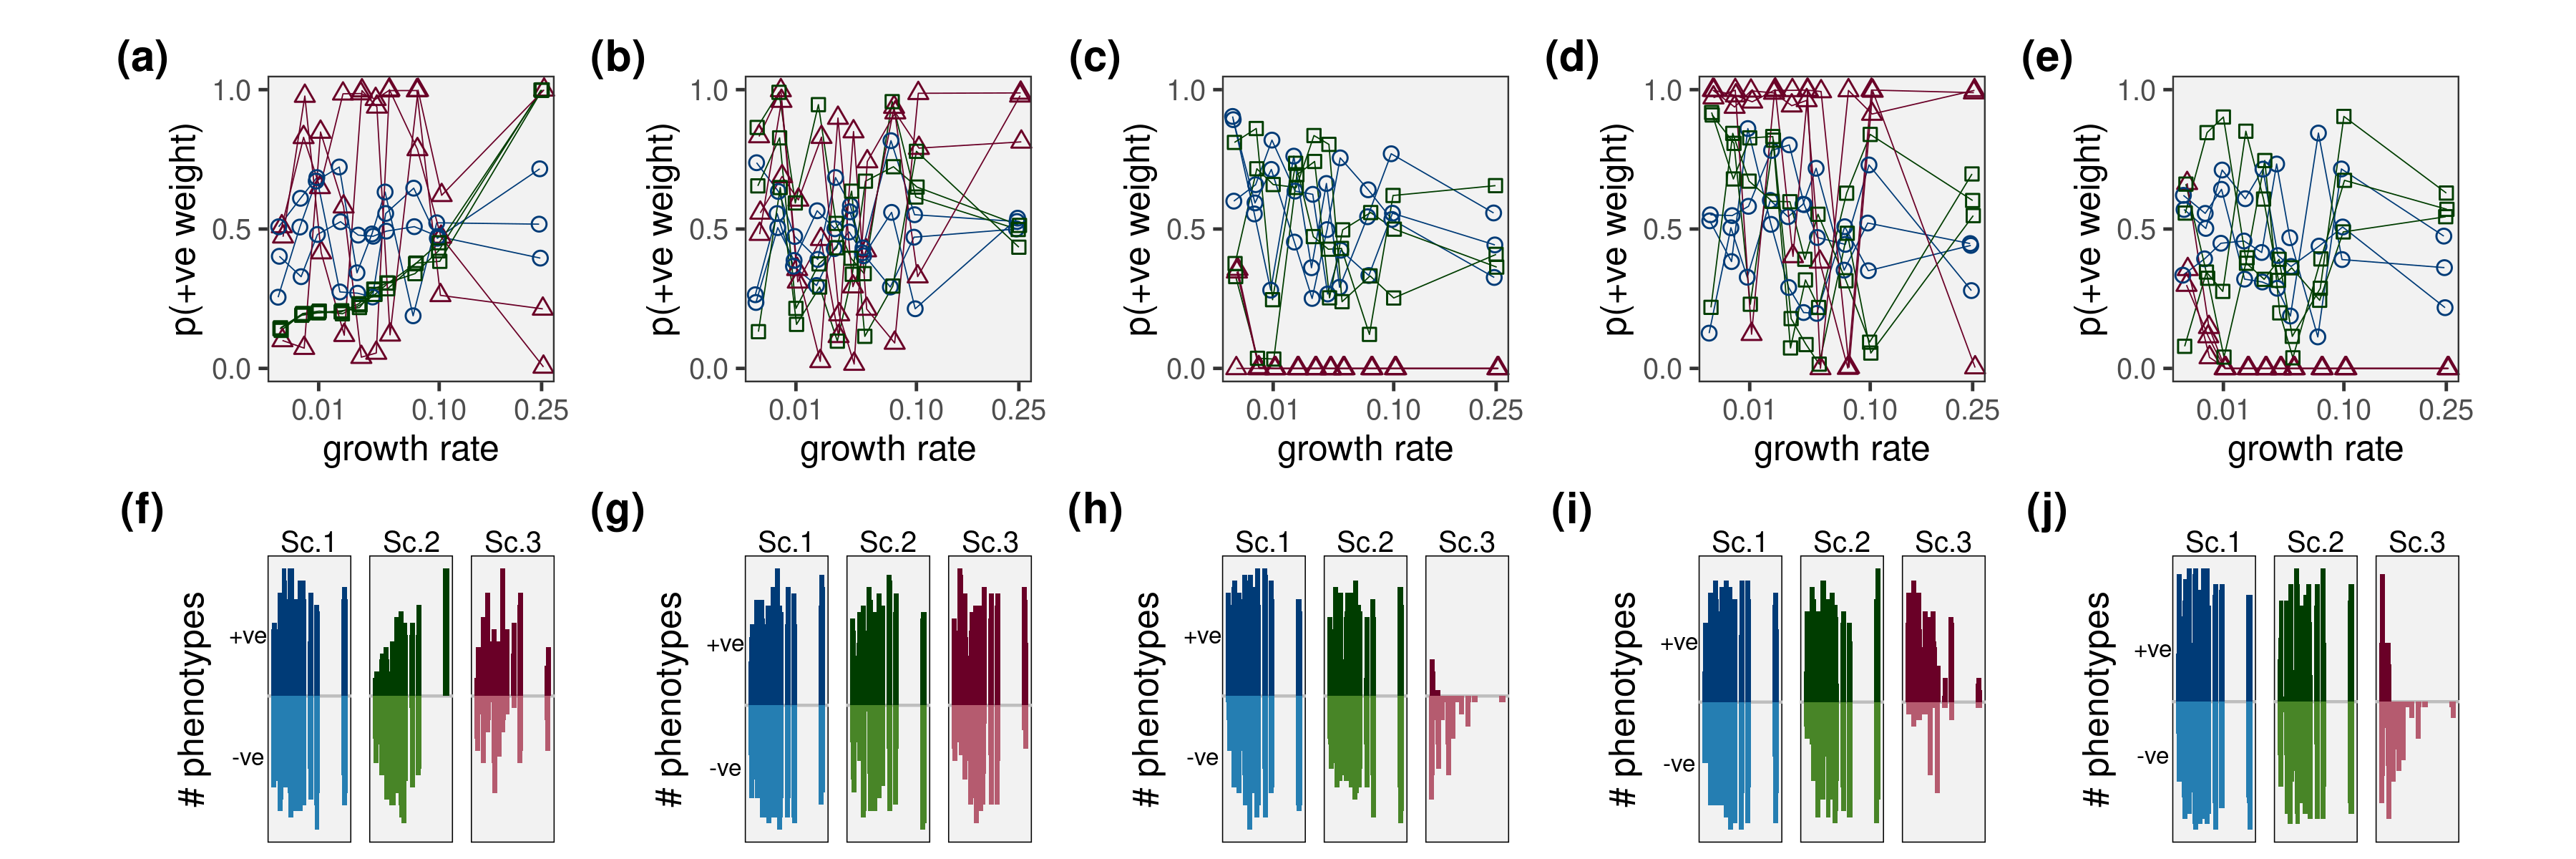 (a) (b) (c) (d) (e)
p(+ve weight) p(+ve weight) p(+ve weight) p(+ve weight) p(+ve weight)
1.0 1.0 1.0 1.0 1.0
0.5 0.5 0.5 0.5 0.5
0.0 0.0 0.0 0.0 0.0
0.01 0.10 0.25 0.01 0.10 0.25 0.01 0.10 0.25 0.01 0.10 0.25 0.01 0.10 0.25
growth rate growth rate growth rate growth rate growth rate
(f) (g) (h) (i) (j)
Sc.1 Sc.2 Sc.3 Sc.1 Sc.2 Sc.3 Sc.1 Sc.2 Sc.3 Sc.1 Sc.2 Sc.3 Sc.1 Sc.2 Sc.3
# phenotypes # phenotypes # phenotypes # phenotypes # phenotypes
+ve +ve +ve +ve +ve
-ve -ve -ve -ve -ve